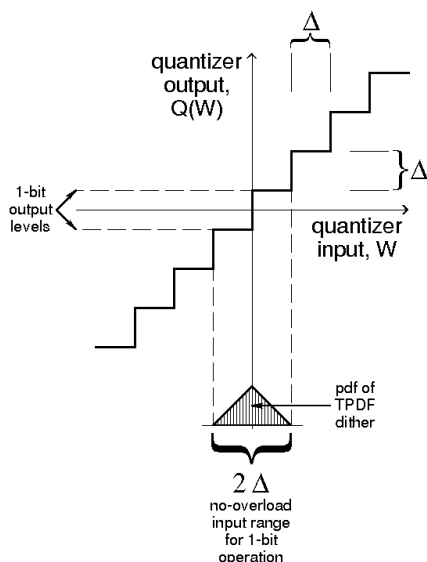 Δ
quantizer
output,
Q(W)
Δ
1-bit
output
levels
quantizer
input, W
pdf of
TPDF
dither
2 Δ
no-overload
input range
for 1-bit
operation